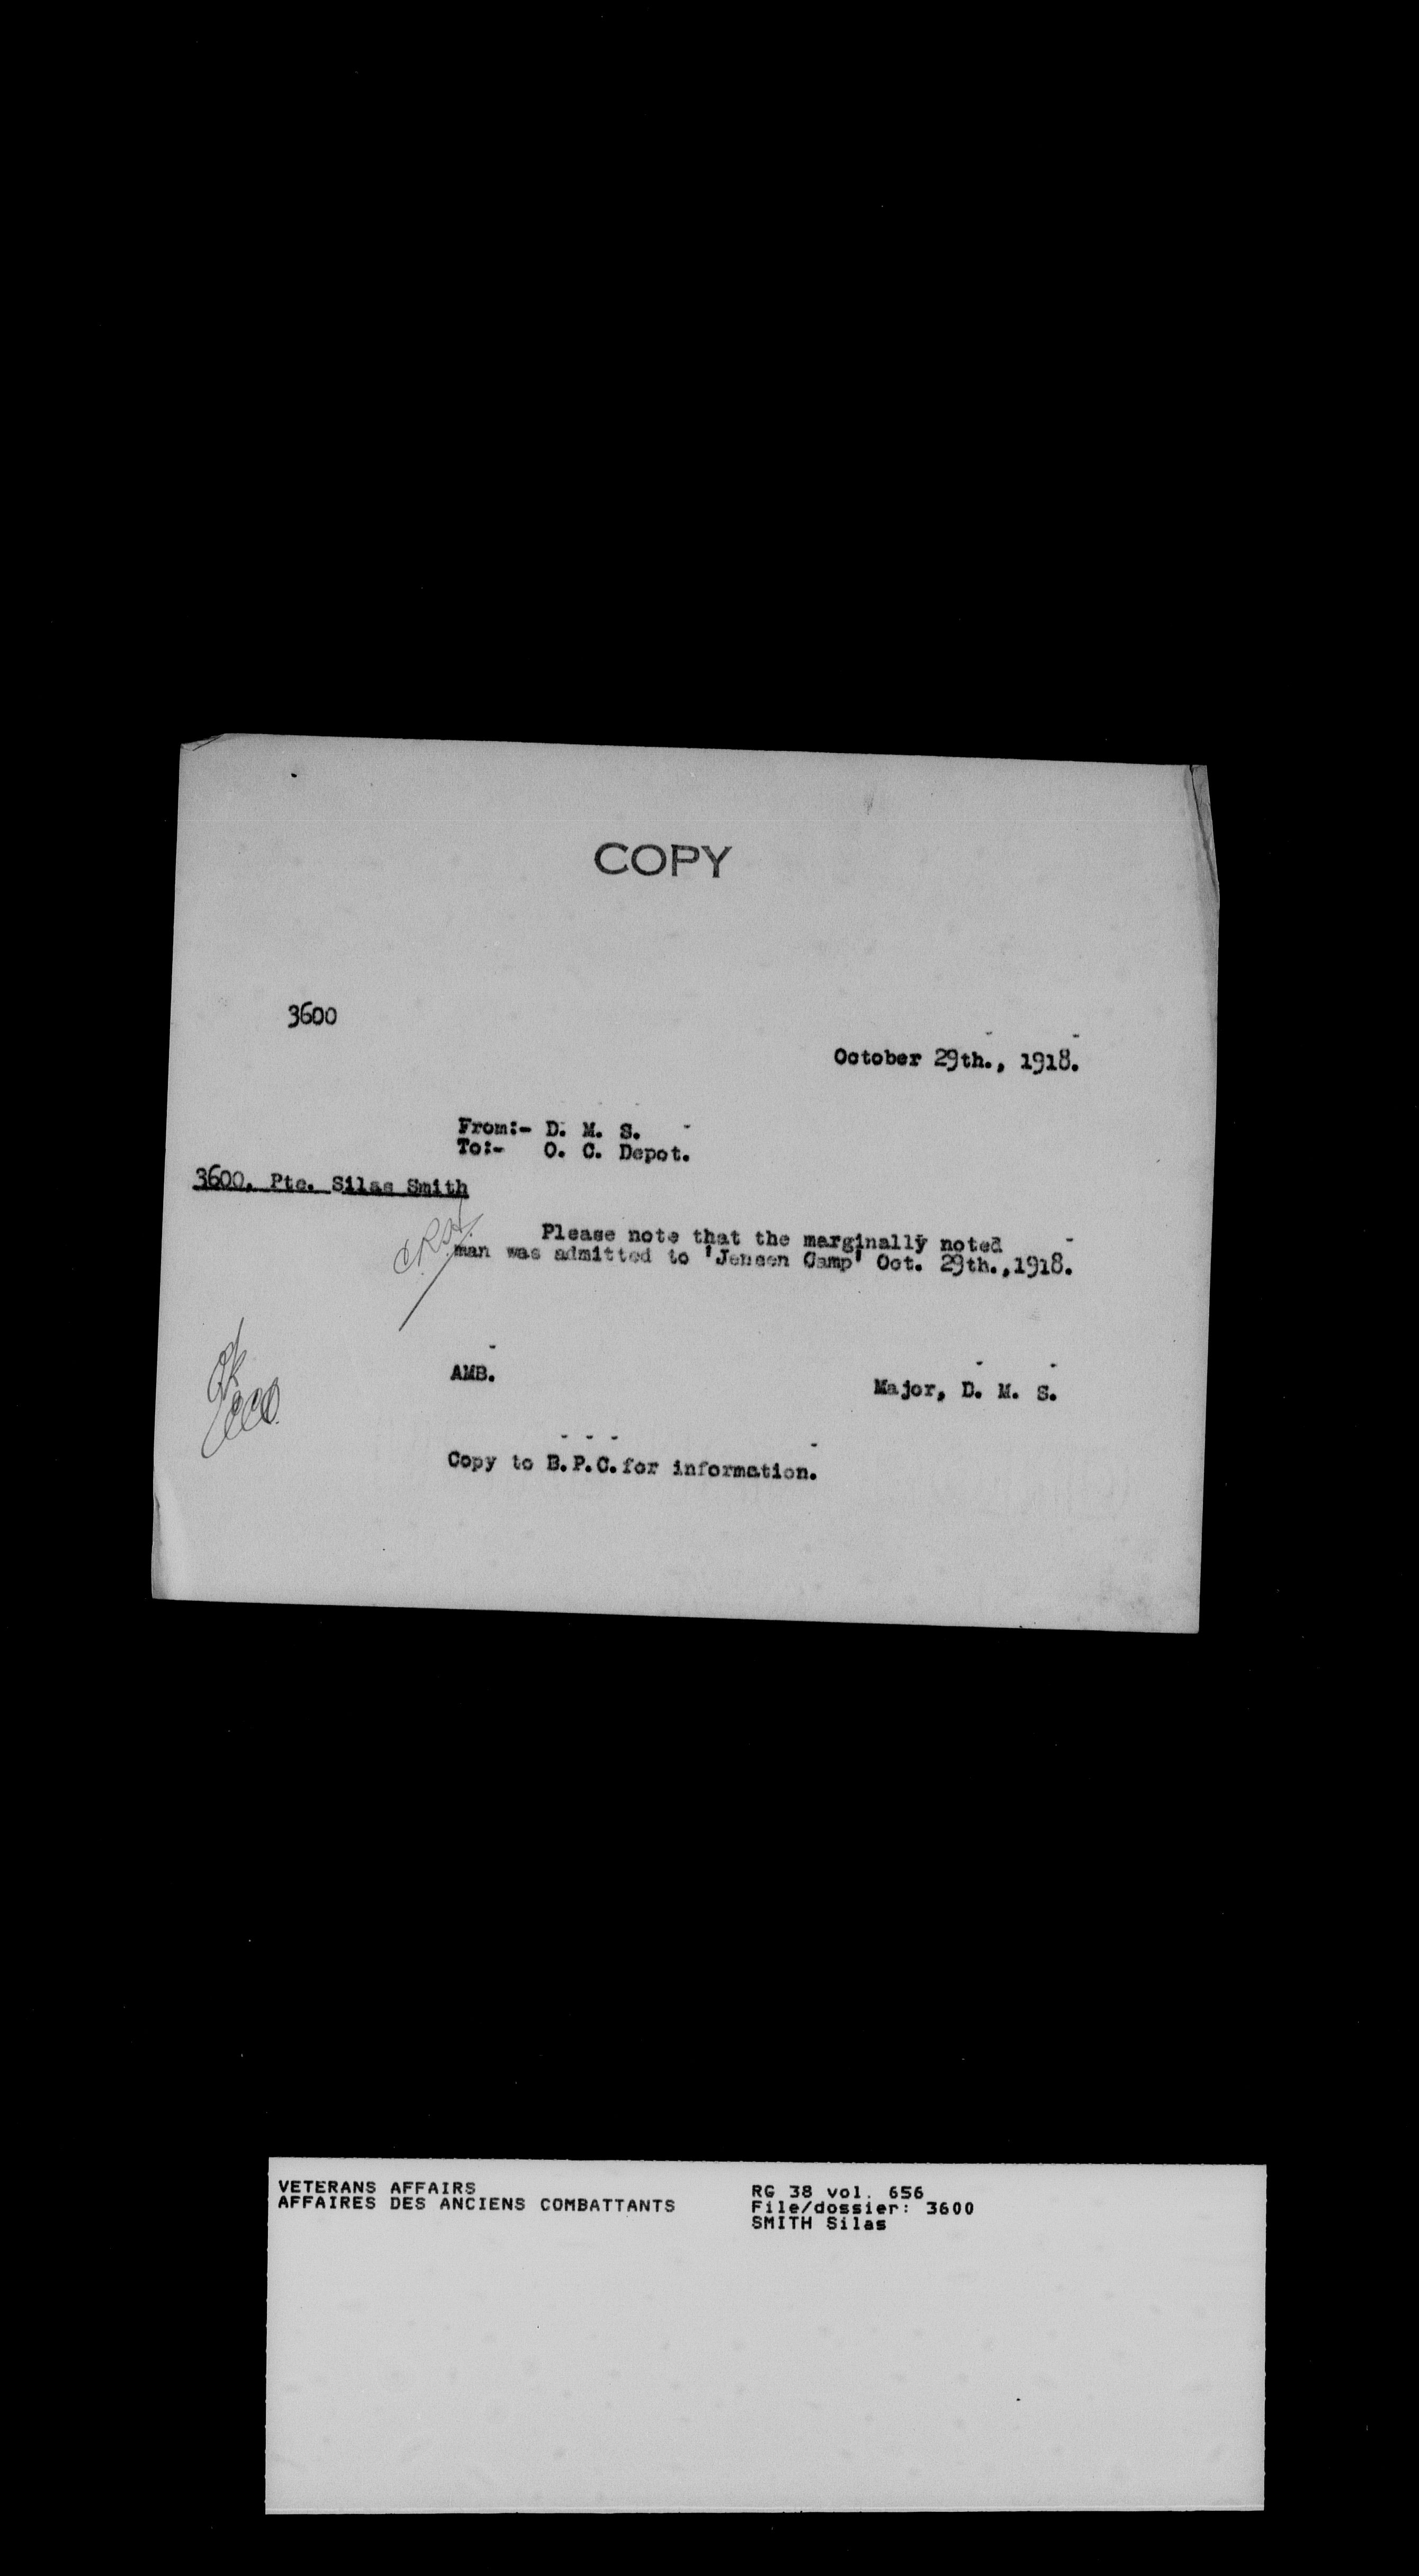 COPY
3600
October 29th., 1918.
From:- D. M. S.
To:- O. C. Depot.
3600. Pte. Silas Smith
Please note that the marginally noted
man was admitted to 'Jensen Camp' Oct. 29th.,1918.
AMB.
Major, D. M. S.
Copy to B.P.C. for information.
VETERANS AFFAIRS
AFFAIRES DES ANCIENS COMBATTANTS
RG 38 vol. 656
File/dossier: 3600
SMITH Silas